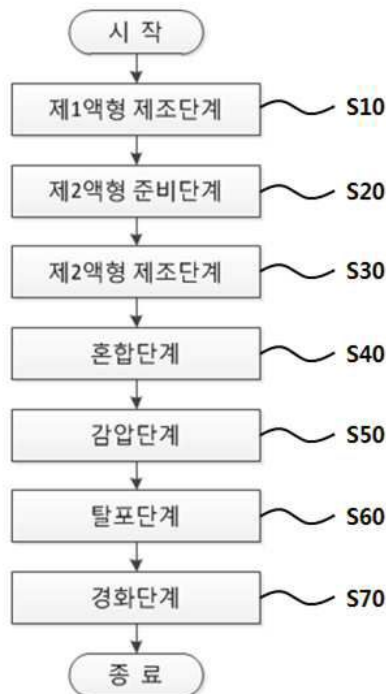 시 작
제1액형 제조단계 S10
제2액형 준비단계 S20
제2액형 제조단계 S30
혼합단계 S40
감압단계 S50
탈포단계 S60
경화단계 S70
종 료